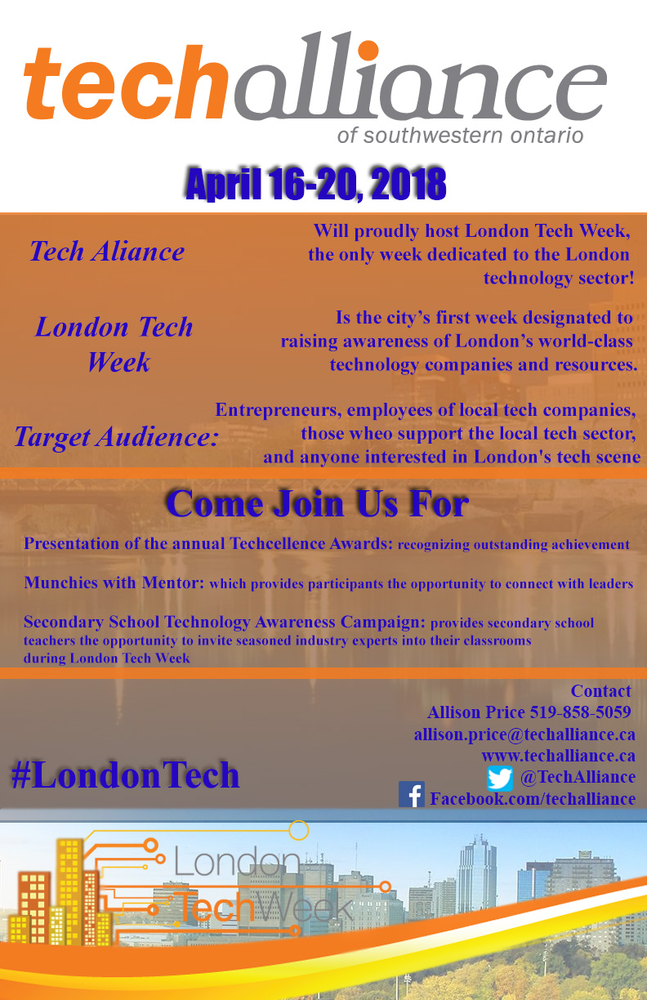 techalliance
of southwestern ontario
April 16-20, 2018
Tech Aliance
Will proudly host London Tech Week,
the only week dedicated to the London
technology sector!
London Tech
Week
Is the city’s first week designated to
raising awareness of London’s world-class
technology companies and resources.
Target Audience:
Entrepreneurs, employees of local tech companies,
those wheo support the local tech sector,
and anyone interested in London's tech scene
Come Join Us For
Presentation of the annual Techcellence Awards: recognizing outstanding achievement
Munchies with Mentor: which provides participants the opportunity to connect with leaders
Secondary School Technology Awareness Campaign: provides secondary school
teachers the opportunity to invite seasoned industry experts into their classrooms
during London Tech Week
Contact
Allison Price 519-858-5059
allison.price@techalliance.ca
www.techalliance.ca
@TechAlliance
Facebook.com/techalliance
#LondonTech
London
TechWeek